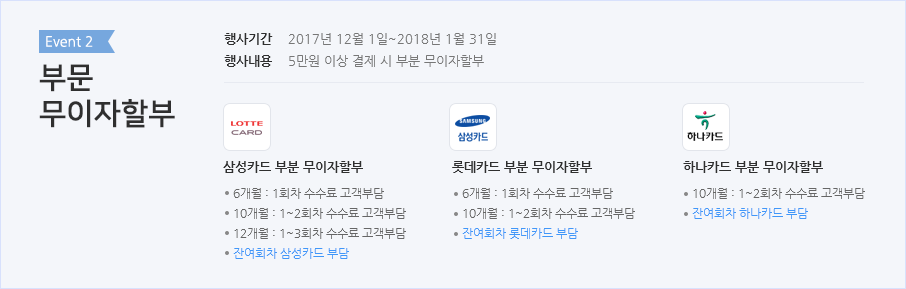 Event 2
부문
무이자할부
행사기간 2017년 12월 1일~2018년 1월 31일
행사내용 5만원 이상 결제 시 부분 무이자할부
LOTTE
CARD
삼성카드 부분 무이자할부
• 6개월 : 1회차 수수료 고객부담
• 10개월 : 1~2회차 수수료 고객부담
• 12개월 : 1~3회차 수수료 고객부담
• 잔여회차 삼성카드 부담
SAMSUNG
삼성카드
롯데카드 부분 무이자할부
• 6개월 : 1회차 수수료 고객부담
• 10개월 : 1~2회차 수수료 고객부담
• 잔여회차 롯데카드 부담
하나카드
하나카드 부분 무이자할부
• 10개월 : 1~2회차 수수료 고객부담
• 잔여회차 하나카드 부담